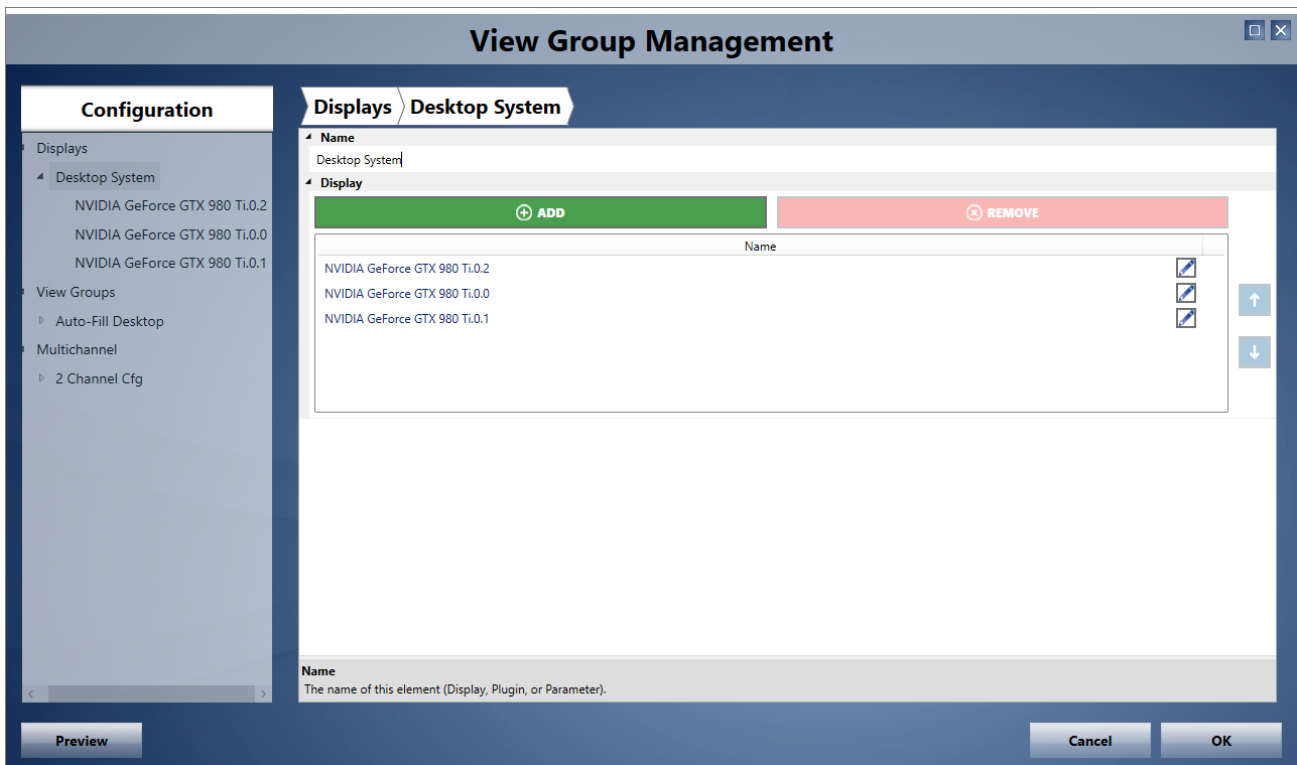 View Group Management
Configuration
Displays
Desktop System
NVIDIA GeForce GTX 980 Ti.0.2
NVIDIA GeForce GTX 980 Ti.0.0
NVIDIA GeForce GTX 980 Ti.0.1
View Groups
Auto-Fill Desktop
Multichannel
2 Channel Cfg
Displays Desktop System
Name
Desktop System
Display
ADD REMOVE
Name
NVIDIA GeForce GTX 980 Ti.0.2
NVIDIA GeForce GTX 980 Ti.0.0
NVIDIA GeForce GTX 980 Ti.0.1
Name
The name of this element (Display, Plugin, or Parameter).
Preview Cancel OK